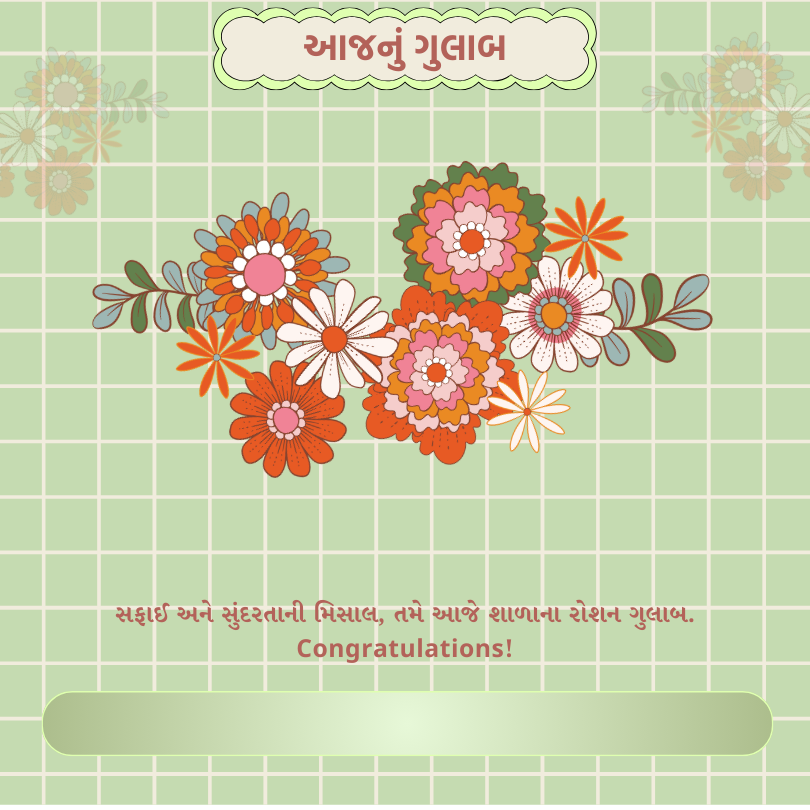 આજનું ગુલાબ
સફાઈ અને સુંદરતાની મિસાલ, તમે આજે શાળાના રોશન ગુલાબ.
Congratulations!